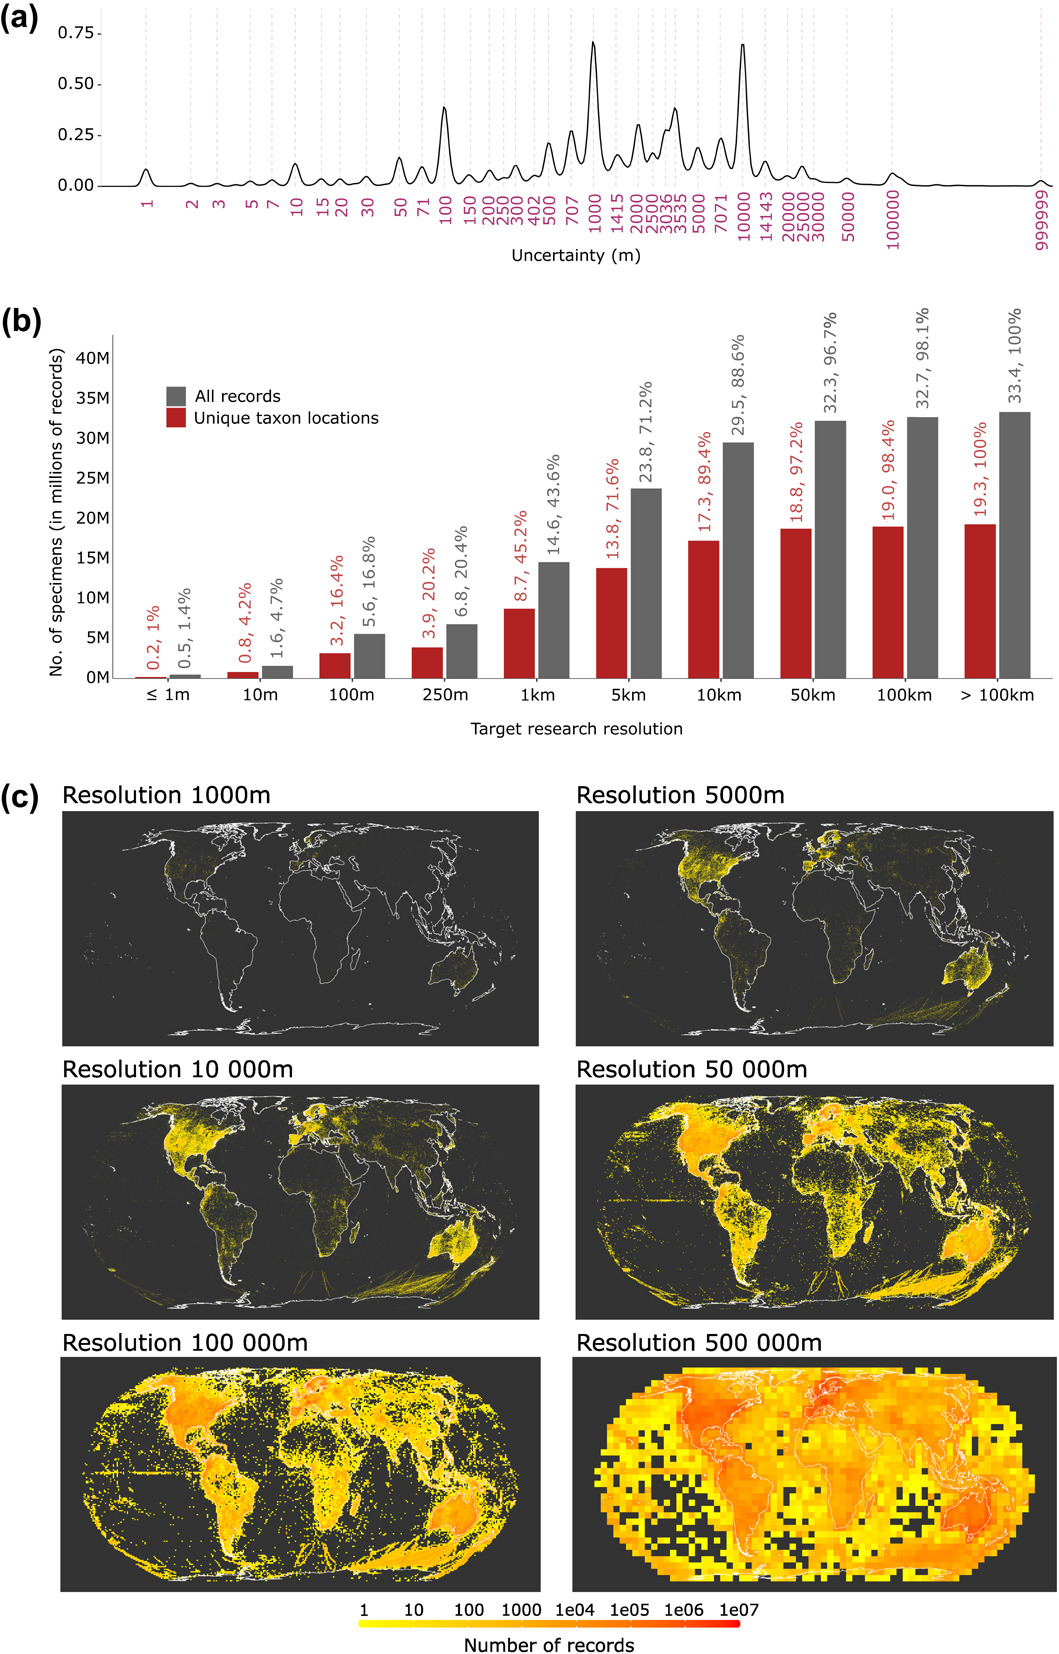 (a)
0.75
0.50
0.25
0.00
1 2 3 5 7 10 15 20 30 50 71 100 150 200 250 300 402 500 707 1000 1415 2000 2500 3036 3535 5000 7071 10000 14143 20000 25000 30000 50000 100000 999999
Uncertainty (m)
(b)
No. of specimens (in millions of records)
40M
35M
30M
25M
20M
15M
10M
5M
0M
All records
Unique taxon locations
0.2, 1%
0.5, 1.4%
0.8, 4.2%
1.6, 4.7%
3.2, 16.4%
5.6, 16.8%
3.9, 20.2%
6.8, 20.4%
8.7, 45.2%
14.6, 43.6%
13.8, 71.6%
23.8, 71.2%
17.3, 89.4%
29.5, 88.6%
18.8, 97.2%
32.3, 96.7%
19.0, 98.4%
32.7, 98.1%
19.3, 100%
33.4, 100%
≤ 1m 10m 100m 250m 1km 5km 10km 50km 100km > 100km
Target research resolution
(c)
Resolution 1000m
Resolution 5000m
Resolution 10 000m
Resolution 50 000m
Resolution 100 000m
Resolution 500 000m
1 10 100 1000 1e04 1e05 1e06 1e07
Number of records